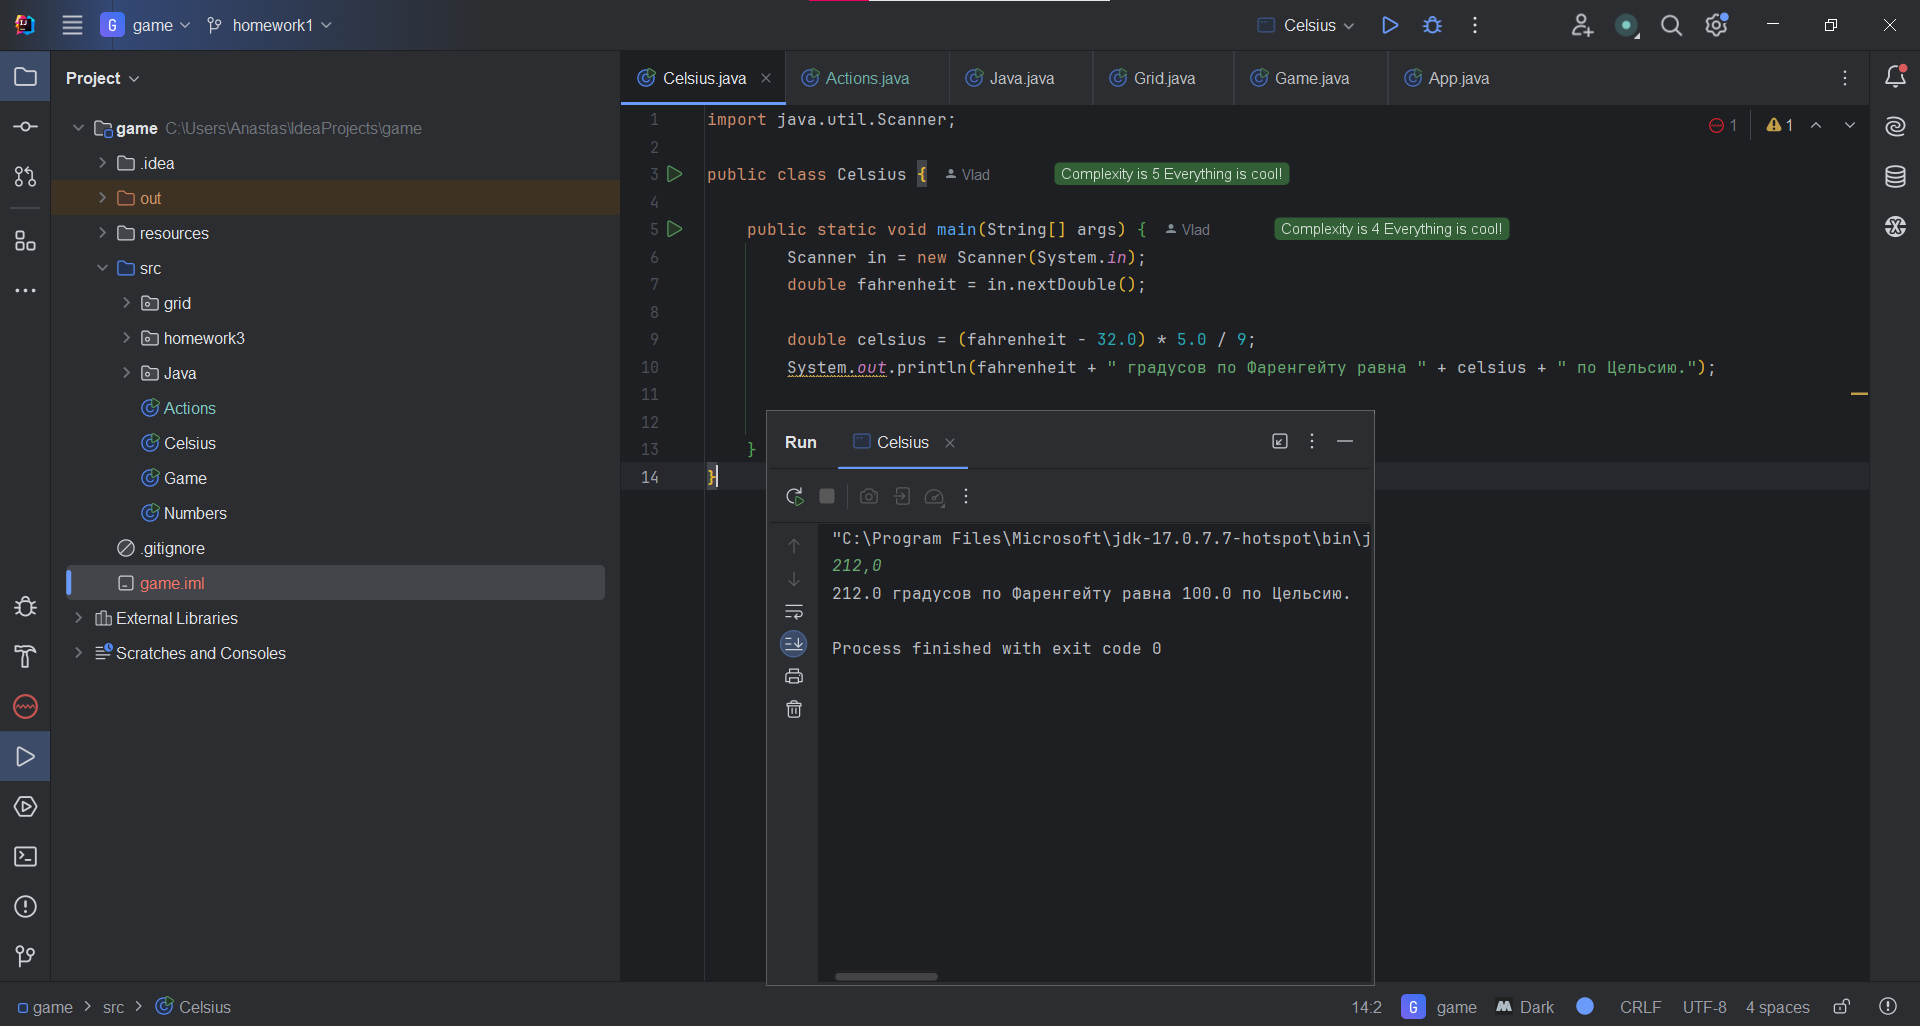 G game homework1 Celsius
Project
Celsius.java Actions.java Java.java Grid.java Game.java App.java
game C:\Users\Anastas\IdeaProjects\game
.idea
out
resources
src
grid
homework3
Java
Actions
Celsius
Game
Numbers
.gitignore
game.iml
External Libraries
Scratches and Consoles
1 import java.util.Scanner;
1 1
2
3 public class Celsius { Vlad Complexity is 5 Everything is cool!
4
5 public static void main(String[] args) { Vlad Complexity is 4 Everything is cool!
6 Scanner in = new Scanner(System.in);
7 double fahrenheit = in.nextDouble();
8
9 double celsius = (fahrenheit - 32.0) * 5.0 / 9;
10 System.out.println(fahrenheit + " градусов по Фаренгейту равна " + celsius + " по Цельсию.");
11
12
13 }
14 }
Run Celsius
"C:\Program Files\Microsoft\jdk-17.0.7.7-hotspot\bin\j
212,0
212.0 градусов по Фаренгейту равна 100.0 по Цельсию.
Process finished with exit code 0
game > src > Celsius
14:2 G game Dark CRLF UTF-8 4 spaces